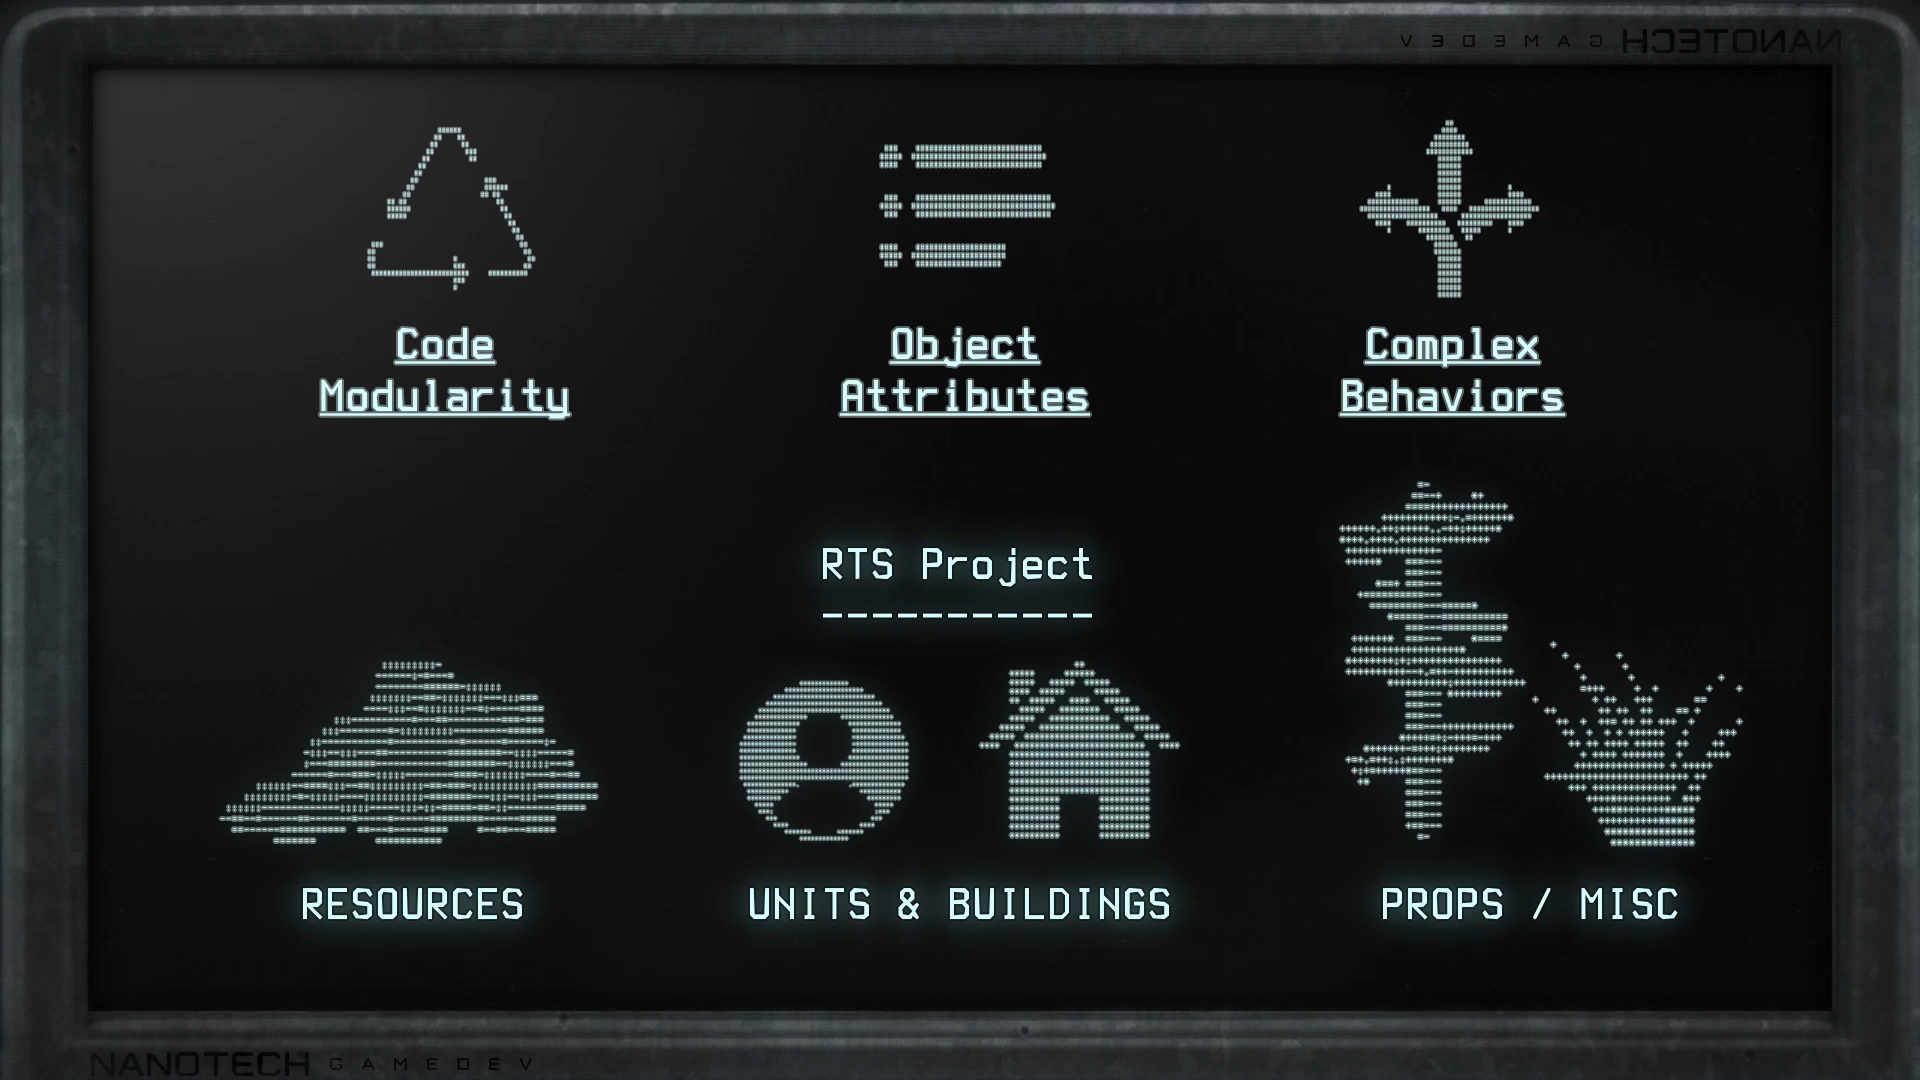 NANOTECH GAMEDEV
Code
Modularity
Object
Attributes
Complex
Behaviors
RTS Project
-----------
RESOURCES
UNITS & BUILDINGS
PROPS / MISC
NANOTECH GAMEDEV